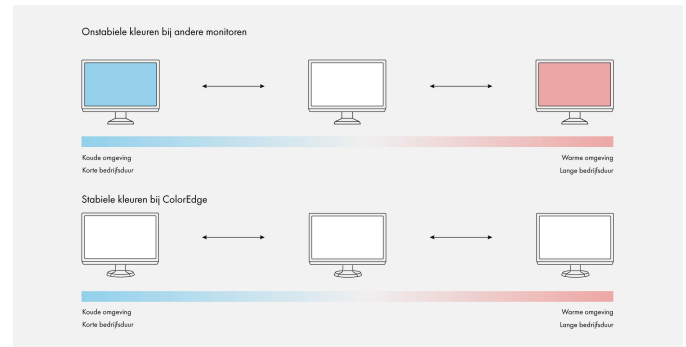 Onstabiele kleuren bij andere monitoren
Koude omgeving
Korte bedrijfsduur
Warme omgeving
Lange bedrijfsduur
Stabiele kleuren bij ColorEdge
Koude omgeving
Korte bedrijfsduur
Warme omgeving
Lange bedrijfsduur